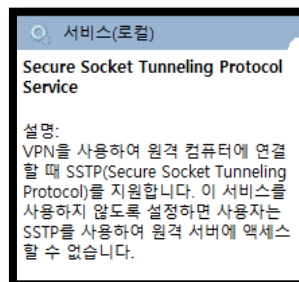 서비스(로컬)
Secure Socket Tunneling Protocol
Service
설명:
VPN을 사용하여 원격 컴퓨터에 연결
할 때 SSTP(Secure Socket Tunneling
Protocol)를 지원합니다. 이 서비스를
사용하지 않도록 설정하면 사용자는
SSTP를 사용하여 원격 서버에 액세스
할 수 없습니다.